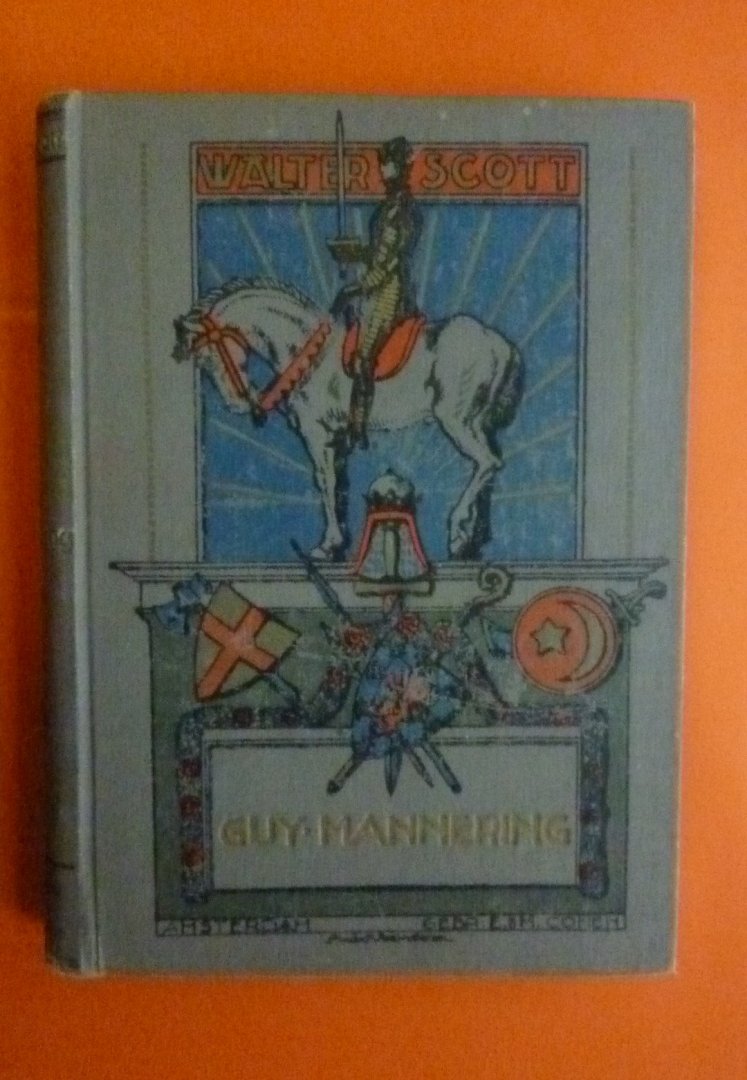 WALTER SCOTT
GUY·MANNERING
AMSTERDAM GEBR. E. & M. COHEN